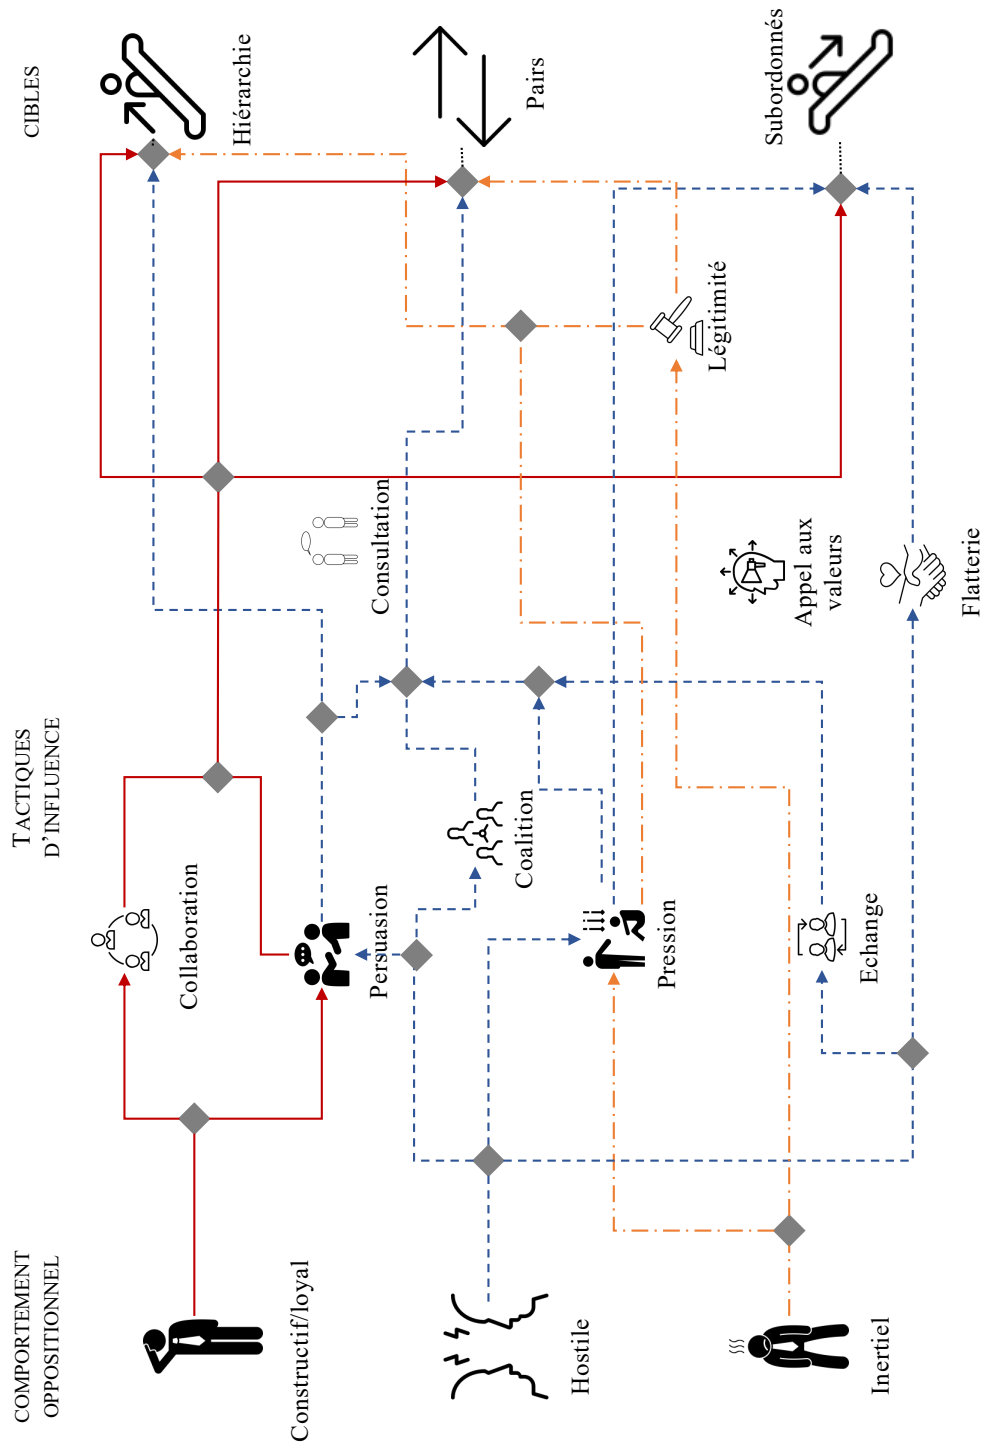 COMPORTEMENT
OPPOSITIONNEL
TACTIQUES
D’INFLUENCE
CIBLES
Constructif/loyal
Hostile
Inertiel
Collaboration
Persuasion
Coalition
Pression
Echange
Consultation
Appel aux
valeurs
Flatterie
Légitimité
Hiérarchie
Pairs
Subordonnés